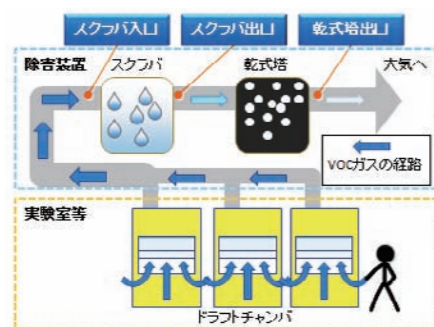 スクラバ入口 スクラバ出口 乾式塔出口
除害装置 スクラバ 乾式塔 大気へ
VOCガスの経路
実験室等
ドラフトチャンバ